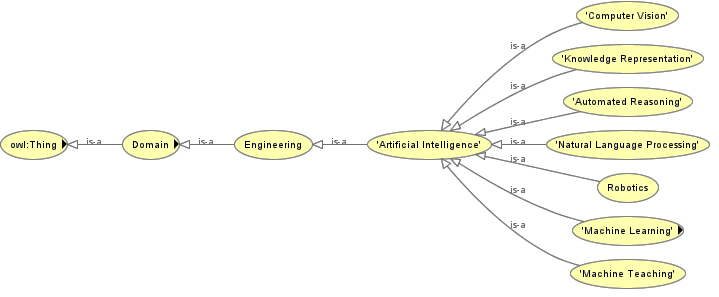 'Computer Vision'
is-a
'Knowledge Representation'
is-a
'Automated Reasoning'
is-a
owl:Thing
is-a
Domain
is-a
Engineering
is-a
'Artificial Intelligence'
is-a
'Natural Language Processing'
is-a
Robotics
is-a
'Machine Learning'
is-a
'Machine Teaching'